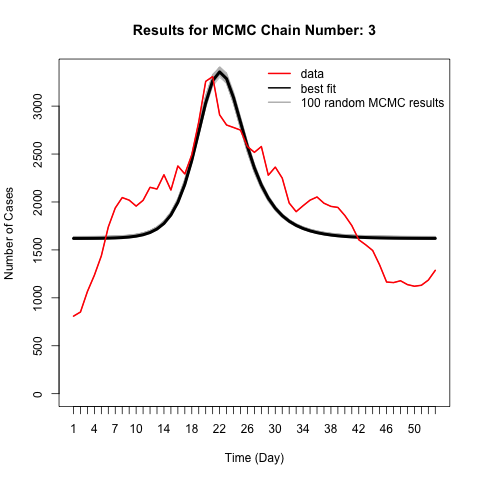 Results for MCMC Chain Number: 3
data
best fit
100 random MCMC results
Number of Cases
3000
2500
2000
1500
1000
500
0
1 4 7 10 14 18 22 26 30 34 38 42 46 50
Time (Day)